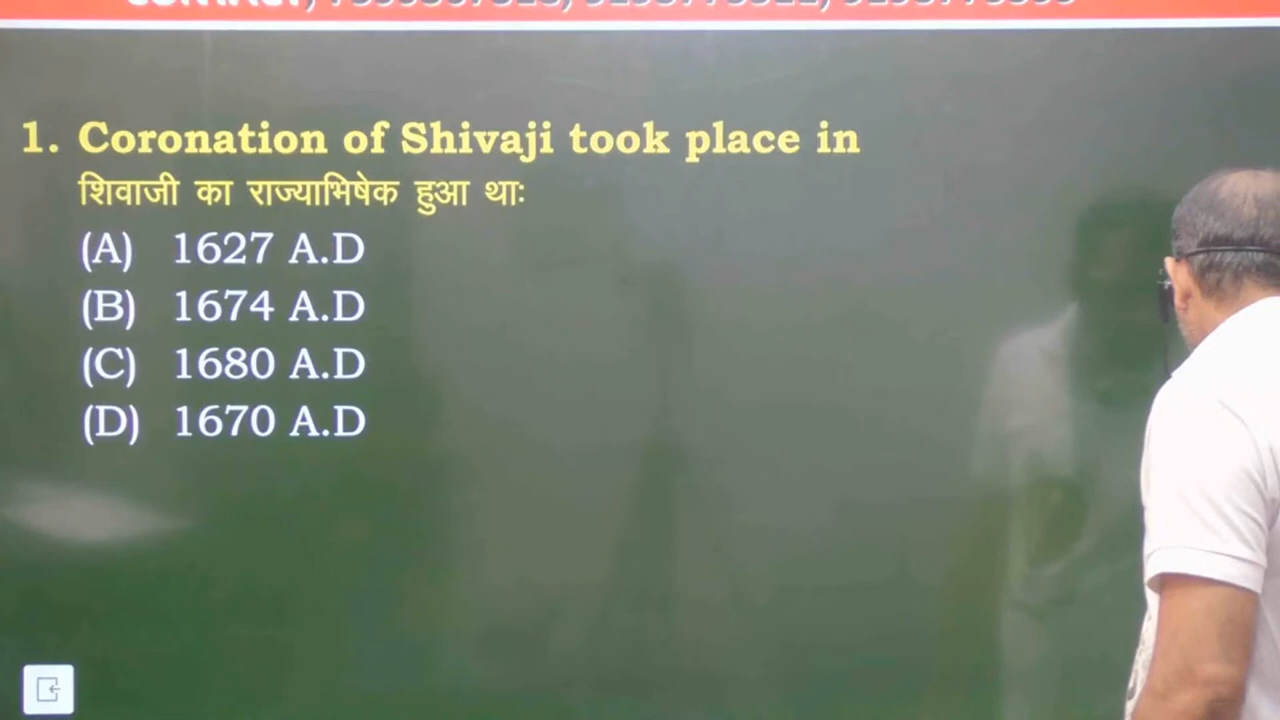 1. Coronation of Shivaji took place in
शिवाजी का राज्याभिषेक हुआ थाः
(A) 1627 A.D
(B) 1674 A.D
(C) 1680 A.D
(D) 1670 A.D